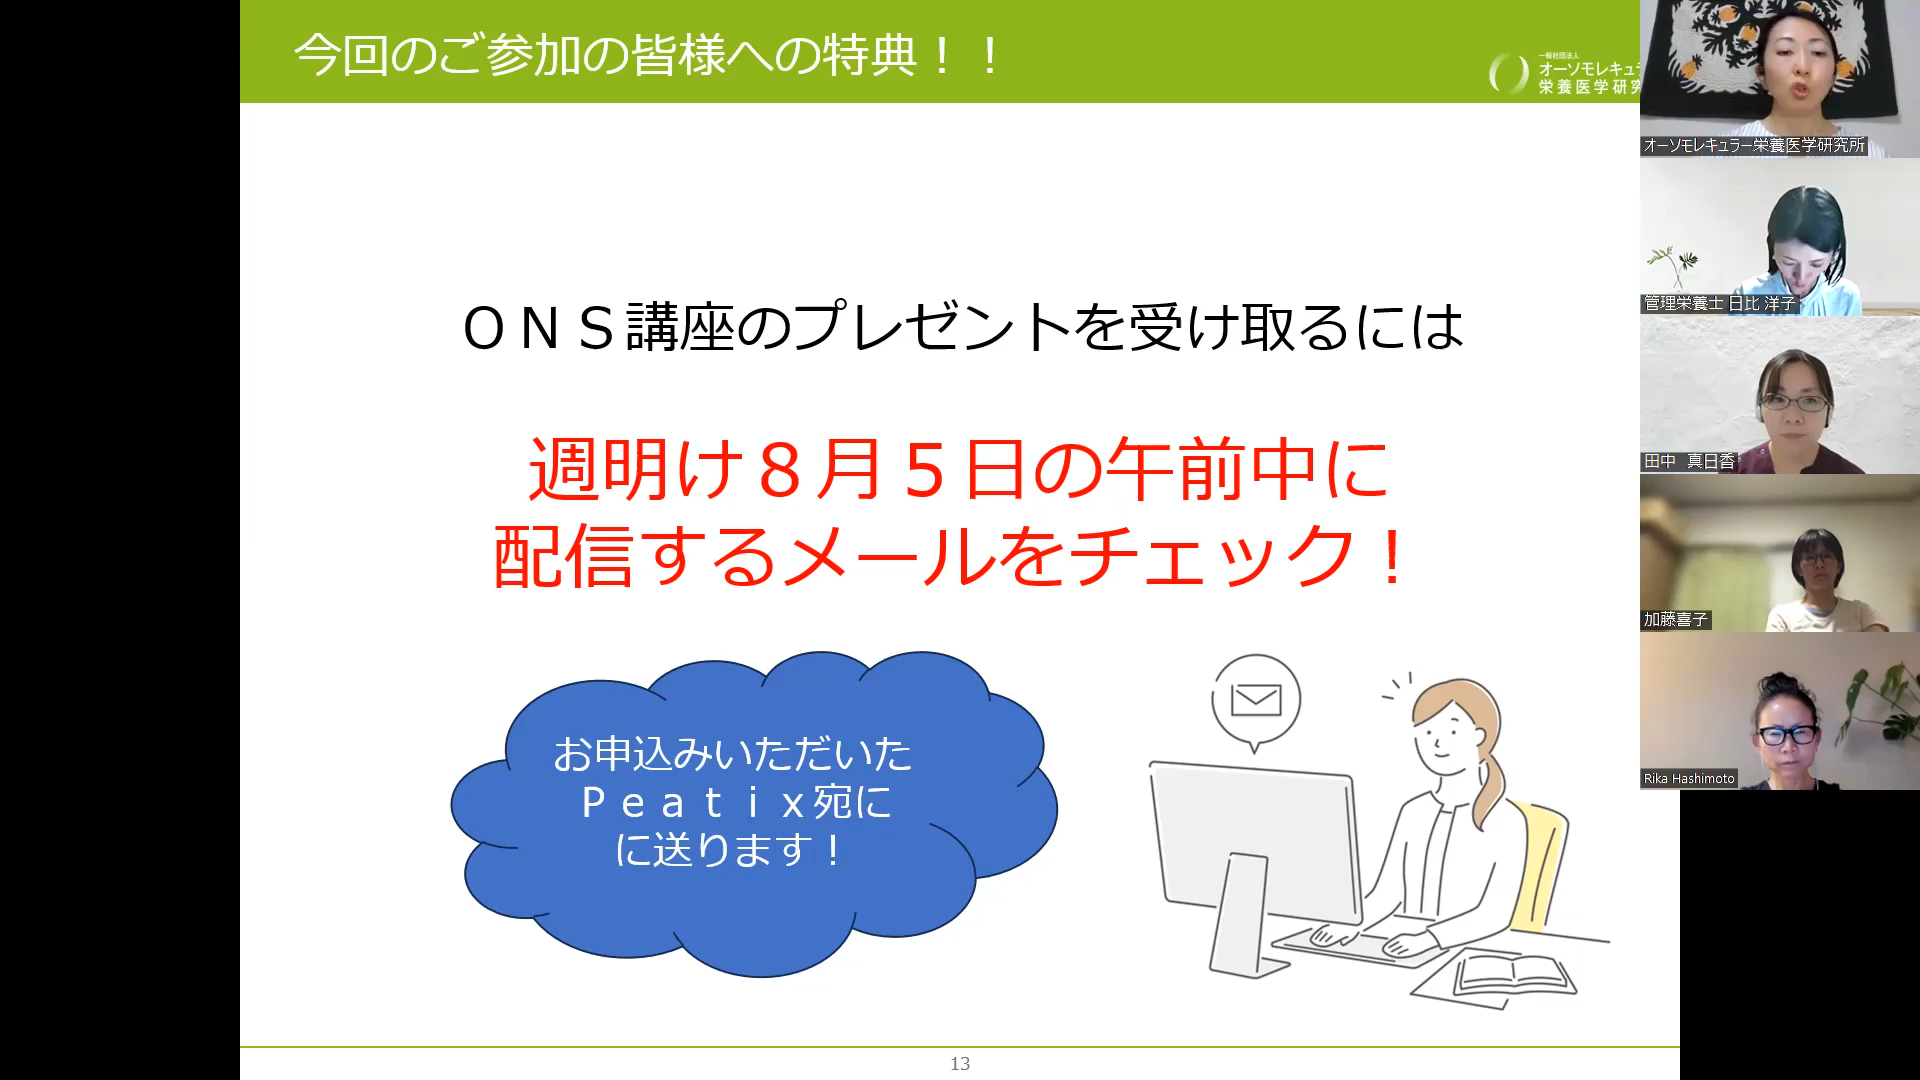 今回のご参加の皆様への特典！！
一般社団法人
オーソモレキュラ
栄養医学研究
ＯＮＳ講座のプレゼントを受け取るには
週明け８月５日の午前中に
配信するメールをチェック！
お申込みいただいた
Ｐｅａｔｉｘ宛に
に送ります！
13
オーソモレキュラー栄養医学研究所
管理栄養士 日比 洋子
田中　真日香
加藤喜子
Rika Hashimoto